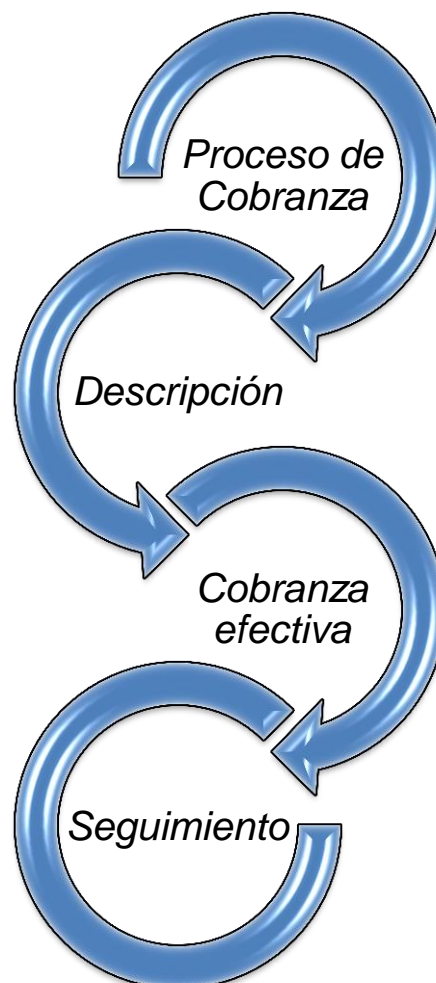 Proceso de
Cobranza
Descripción
Cobranza
efectiva
Seguimiento